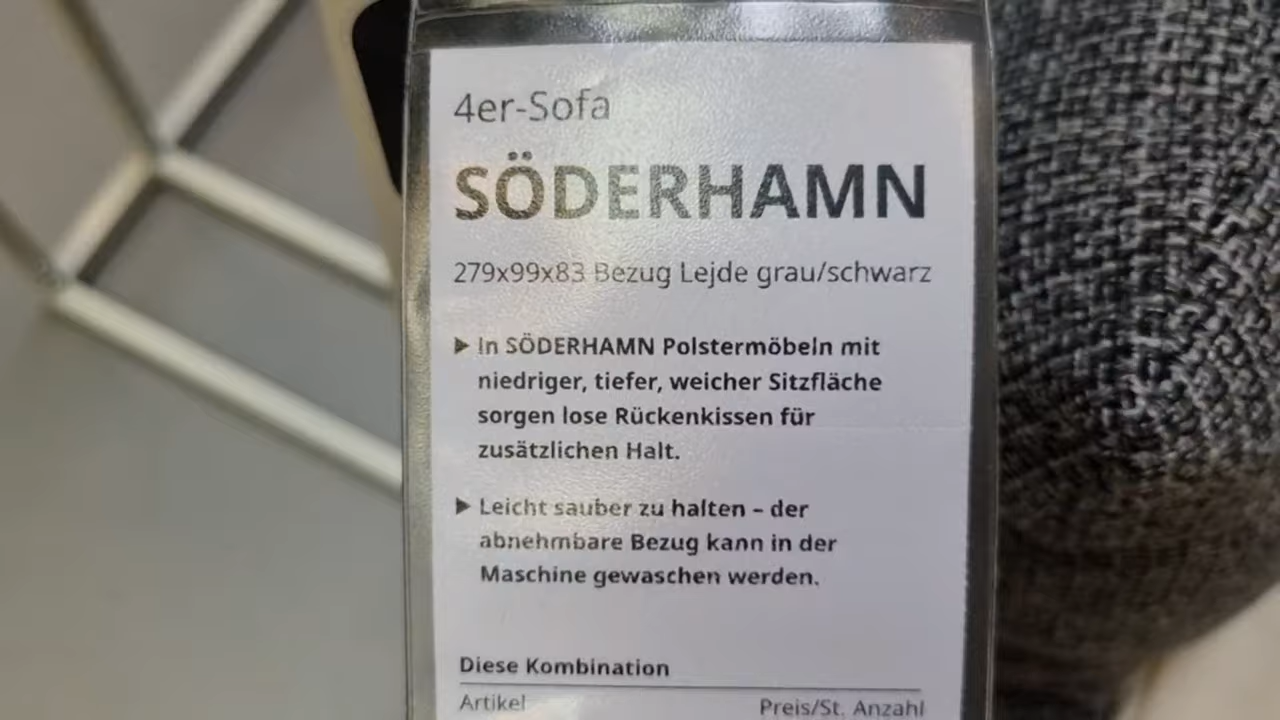 4er-Sofa
SÖDERHAMN
279x99x83 Bezug Lejde grau/schwarz
▶ In SÖDERHAMN Polstermöbeln mit
niedriger, tiefer, weicher Sitzfläche
sorgen lose Rückenkissen für
zusätzlichen Halt.
▶ Leicht sauber zu halten – der
abnehmbare Bezug kann in der
Maschine gewaschen werden.
Diese Kombination
Artikel Preis/St. Anzahl